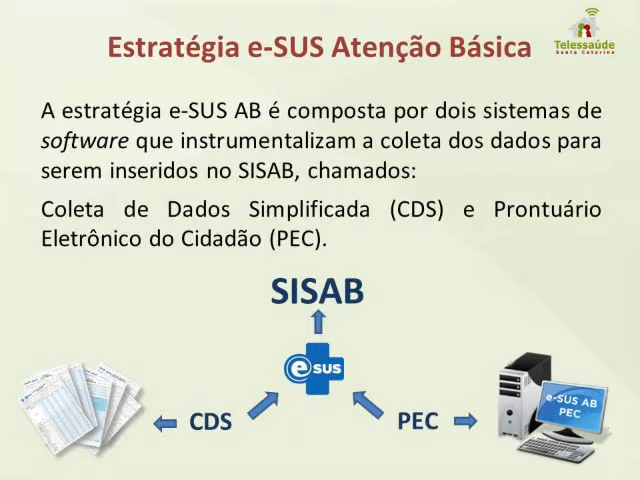 Estratégia e-SUS Atenção Básica
Telessaúde
Santa Catarina
A estratégia e-SUS AB é composta por dois sistemas de
software que instrumentalizam a coleta dos dados para
serem inseridos no SISAB, chamados:
Coleta de Dados Simplificada (CDS) e Prontuário
Eletrônico do Cidadão (PEC).
SISAB
e-SUS
CDS
PEC
e-SUS AB
PEC